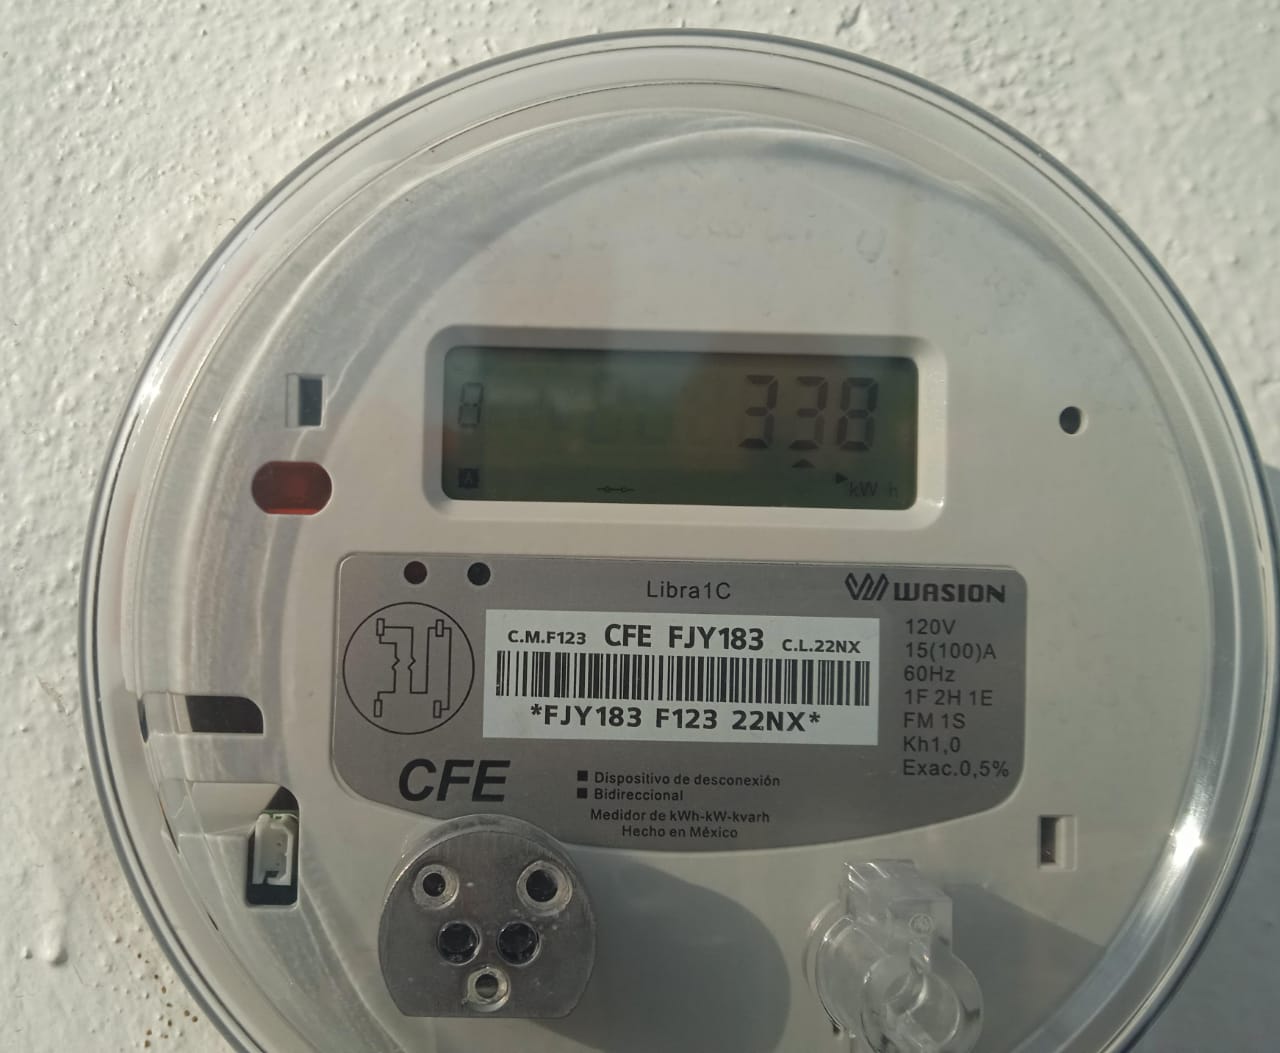 338
A
kW h
Libra1C
WASION
C.M.F123 CFE FJY183 C.L.22NX
*FJY183 F123 22NX*
120V
15(100)A
60Hz
1F 2H 1E
FM 1S
Kh1,0
Exac.0,5%
CFE
Dispositivo de desconexión
Bidireccional
Medidor de kWh-kW-kvarh
Hecho en México